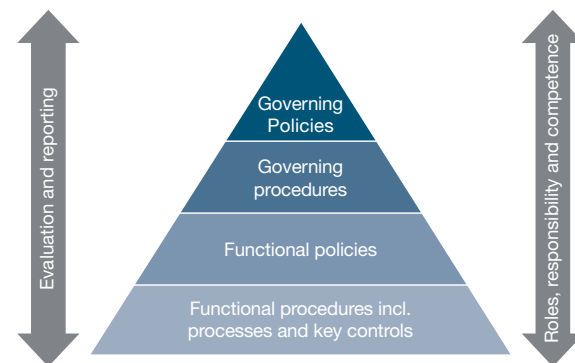 Evaluation and reporting
Governing
Policies
Governing
procedures
Functional policies
Functional procedures incl.
processes and key controls
Roles, responsibility and competence